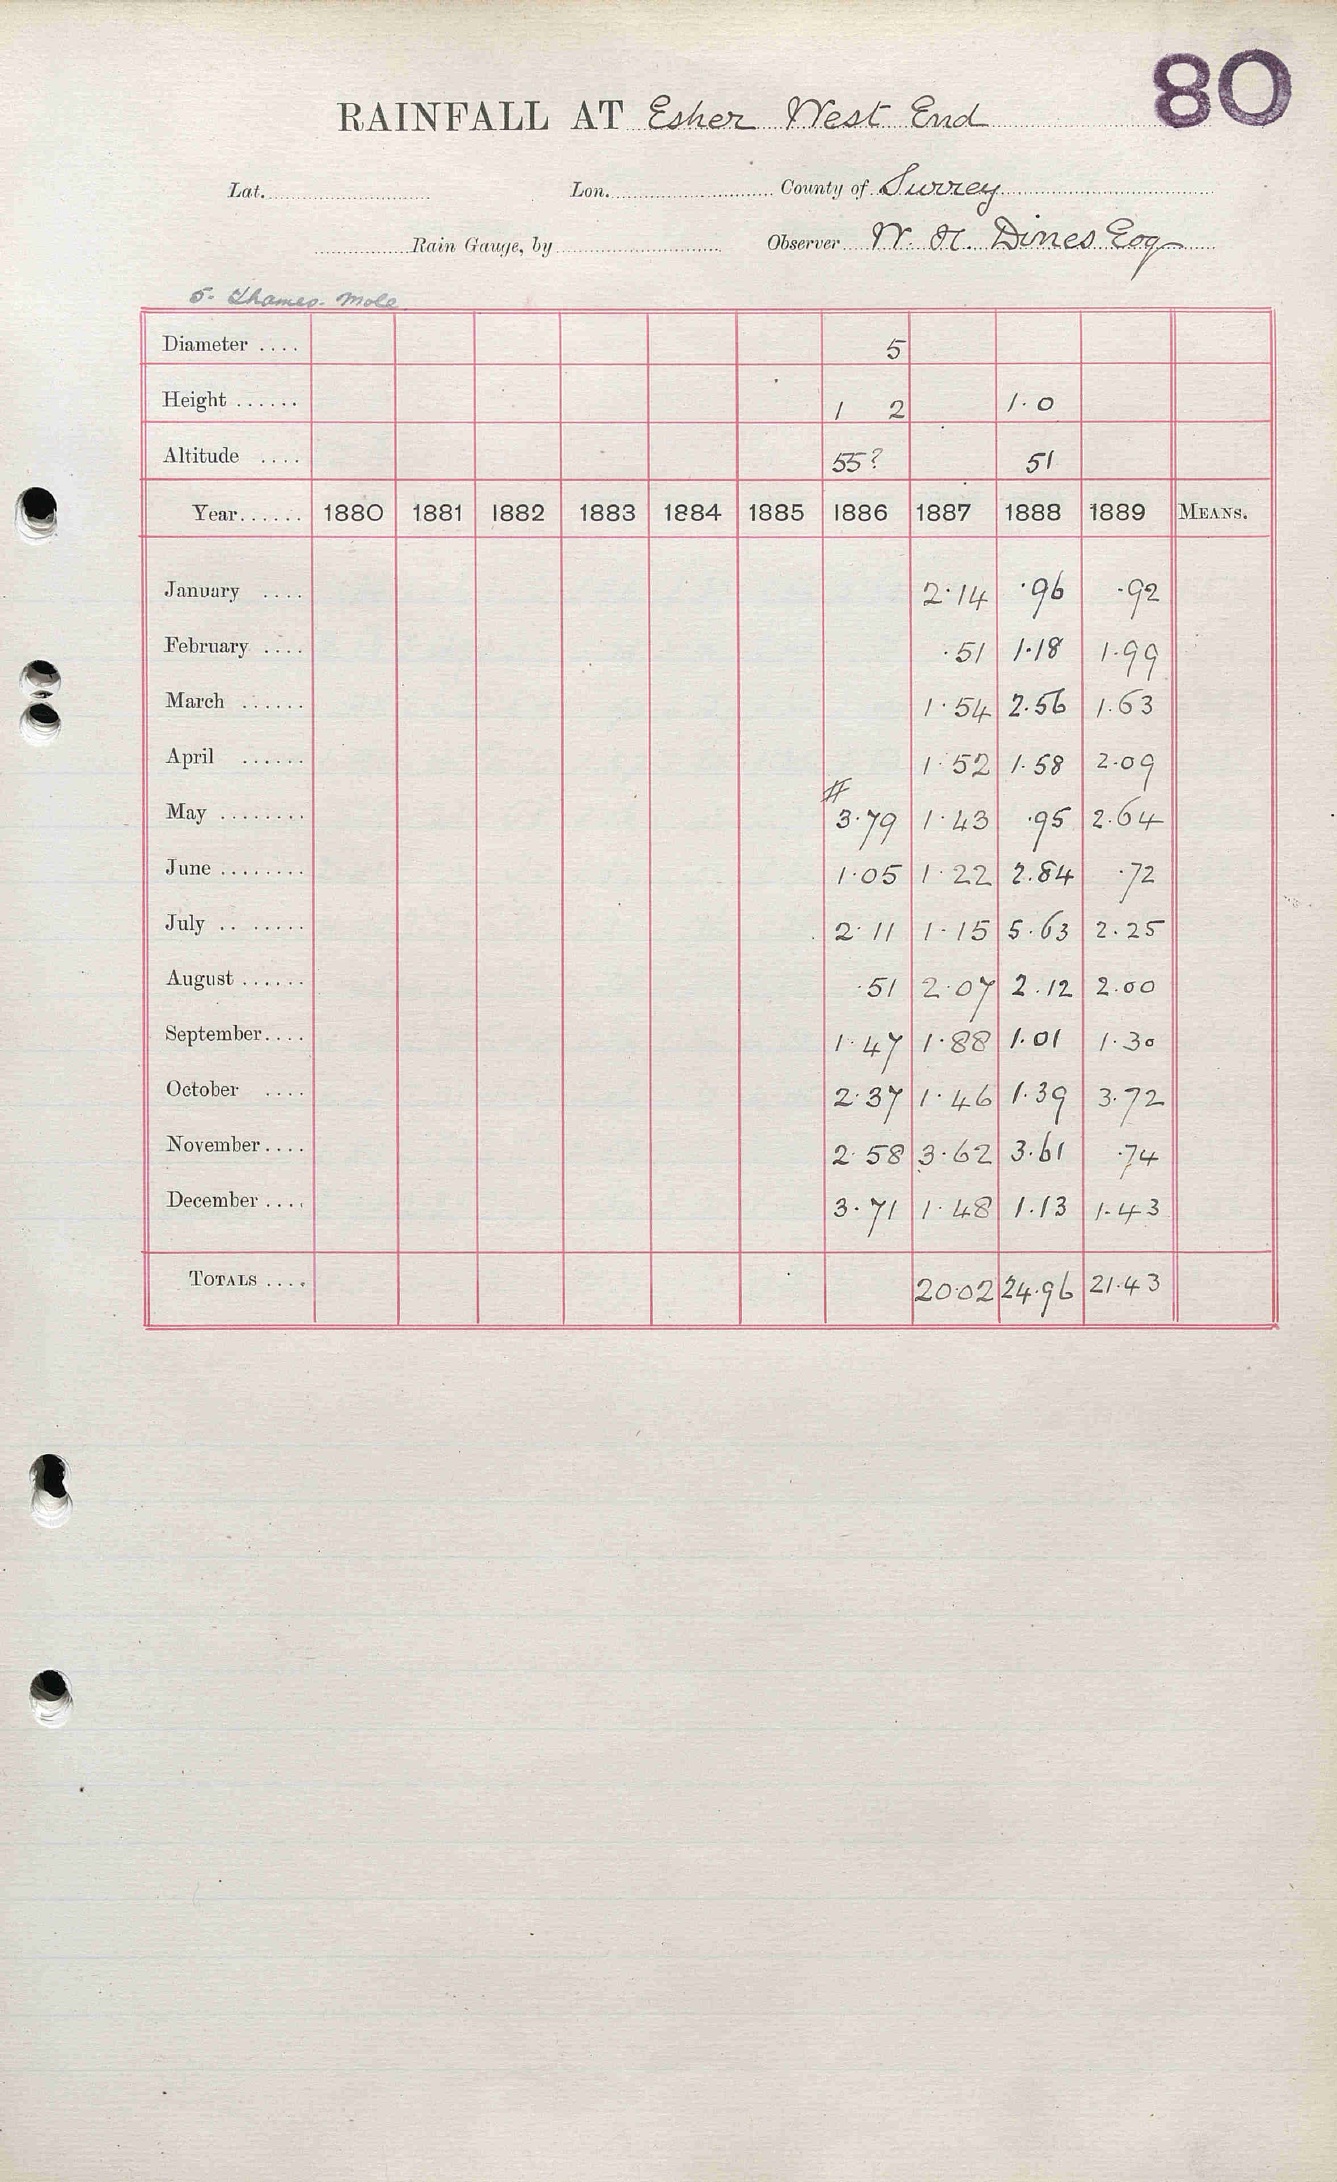 80
RAINFALL AT Esher West End
Lat. Lon. County of Surrey
Rain Gauge, by Observer W. H. Dines Esq
5. Thames. Mole
Diameter .... 5
Height ...... 1 2 1.0
Altitude .... 55? 51
Year...... 1880 1881 1882 1883 1884 1885 1886 1887 1888 1889 MEANS.
January .... 2.14 .96 .92
February .... .51 1.18 1.99
March ...... 1.54 2.56 1.63
April ...... 1.52 1.58 2.09
#
May ........ 3.79 1.43 .95 2.64
June ........ 1.05 1.22 2.84 .72
July .. ...... 2.11 1.15 5.63 2.25
August ...... .51 2.07 2.12 2.00
September.... 1.47 1.88 1.01 1.30
October .... 2.37 1.46 1.39 3.72
November.... 2.58 3.62 3.61 .74
December .... 3.71 1.48 1.13 1.43
TOTALS .... 20.02 24.96 21.43